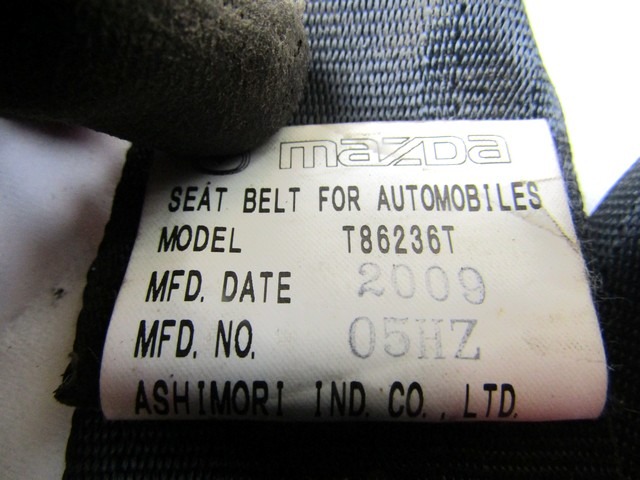 mazda
SEAT BELT FOR AUTOMOBILES
MODEL T86236T
MFD. DATE 2009
MFD. NO. 05HZ
ASHIMORI IND. CO., LTD.